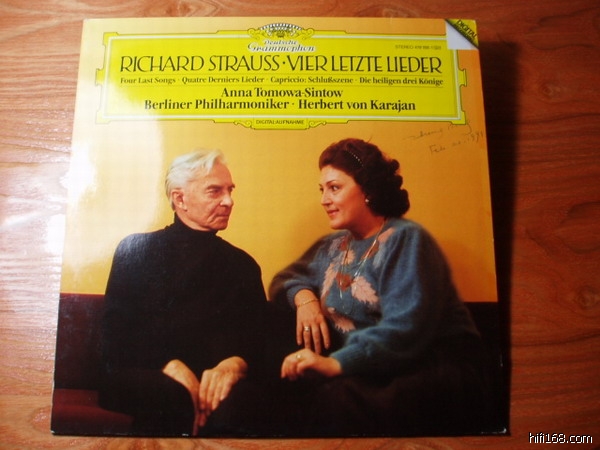 Deutsche
Grammophon
DIGITAL
RICHARD STRAUSS · VIER LETZTE LIEDER
Four Last Songs · Quatre Derniers Lieder · Capriccio: Schlußszene · Die heiligen drei Könige
Anna Tomowa-Sintow
Berliner Philharmoniker · Herbert von Karajan
DIGITAL-AUFNAHME
hifi168.com